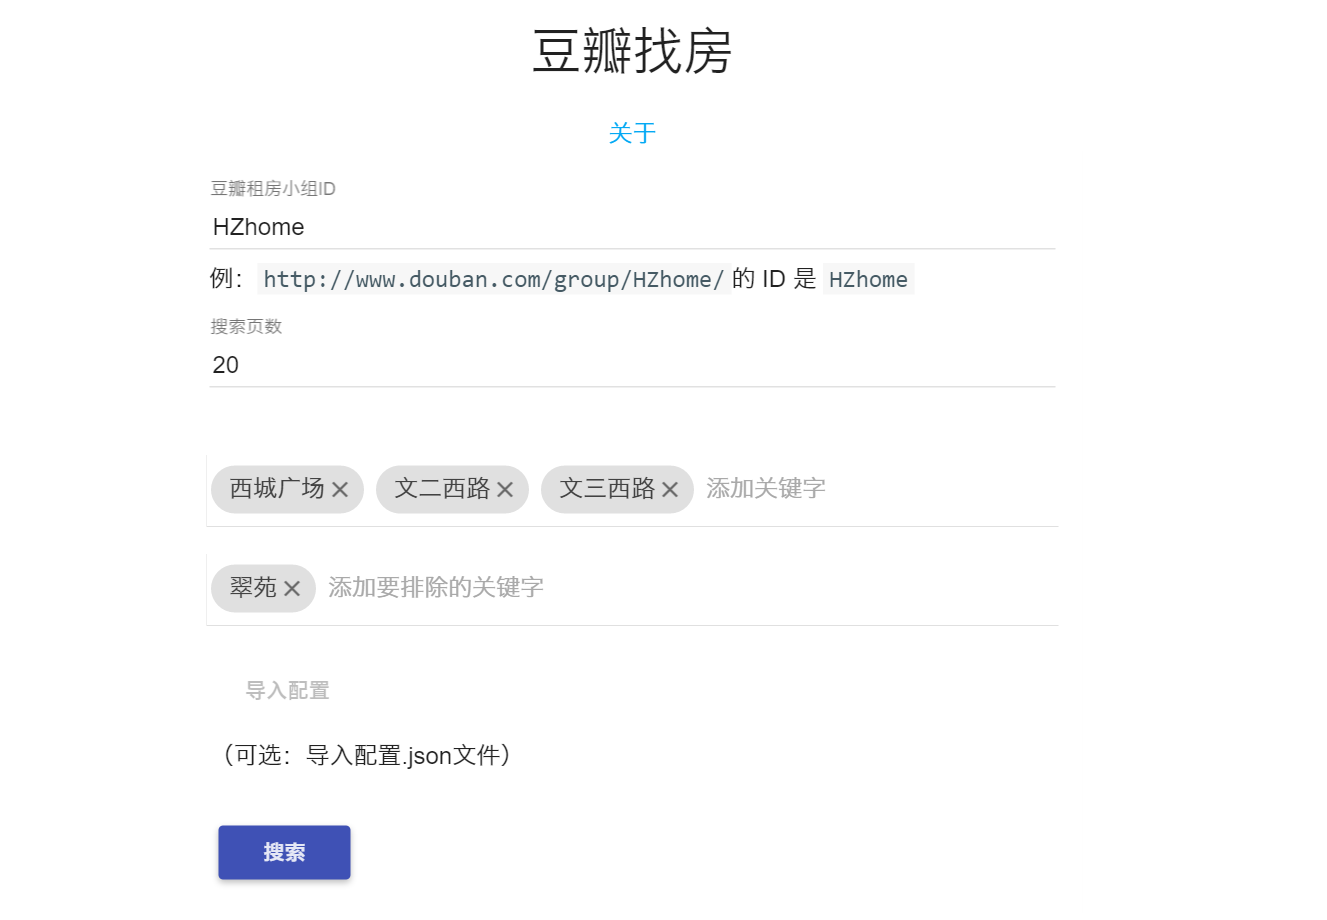 豆瓣找房
关于
豆瓣租房小组ID
HZhome
例： http://www.douban.com/group/HZhome/ 的 ID 是 HZhome
搜索页数
20
西城广场 × 文二西路 × 文三西路 × 添加关键字
翠苑 × 添加要排除的关键字
导入配置
（可选：导入配置.json文件）
搜索